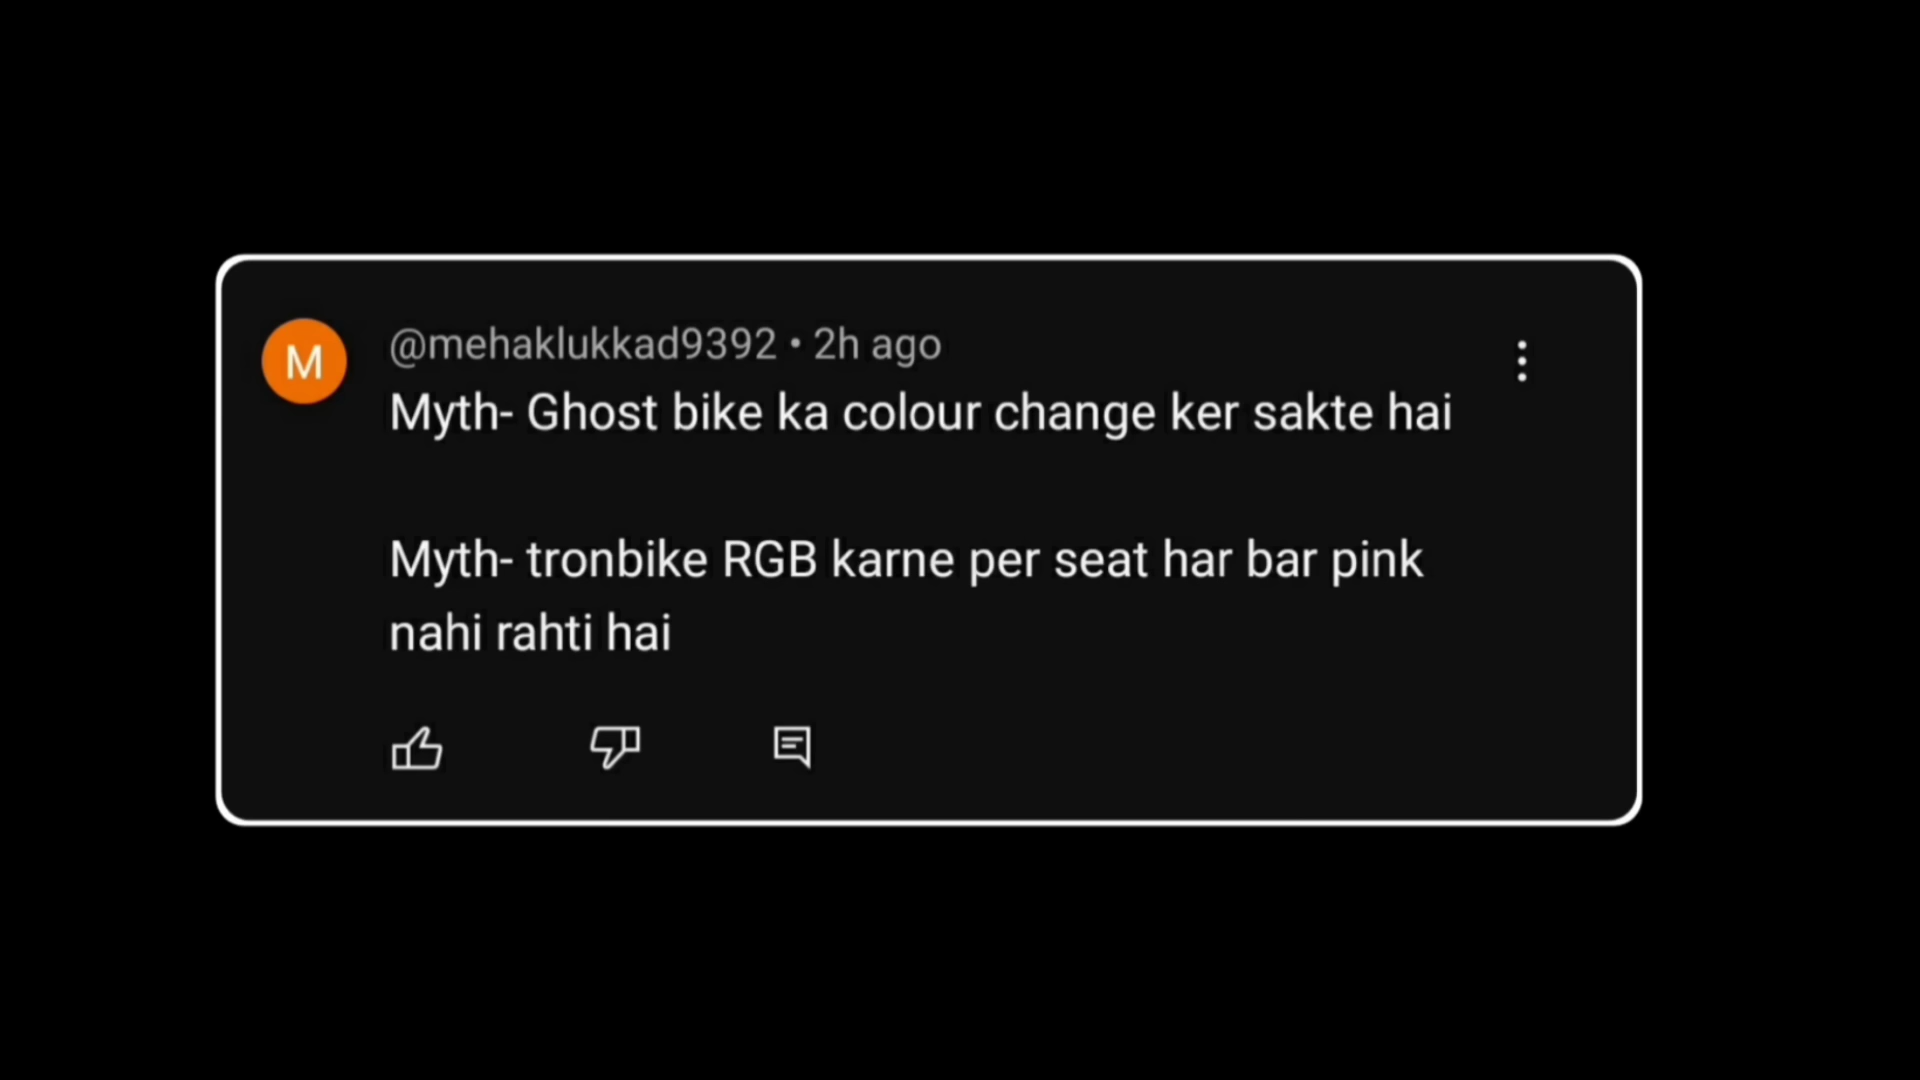 M
@mehaklukkad9392 • 2h ago
Myth- Ghost bike ka colour change ker sakte hai
Myth- tronbike RGB karne per seat har bar pink
nahi rahti hai